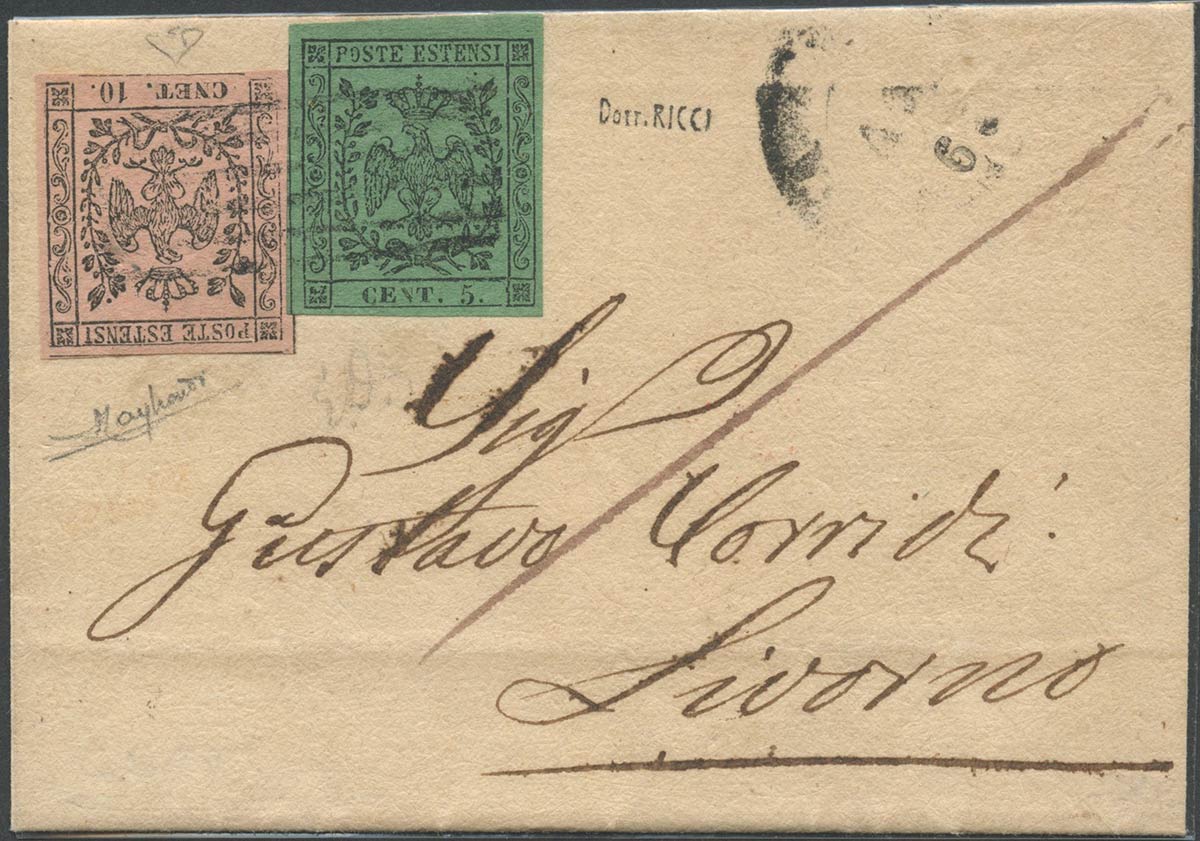 POSTE ESTENSI
CENT. 5.
CNET. 10.
POSTE ESTENSI
Dott. RICCI
Sig
Gustavo Corridi
Livorno